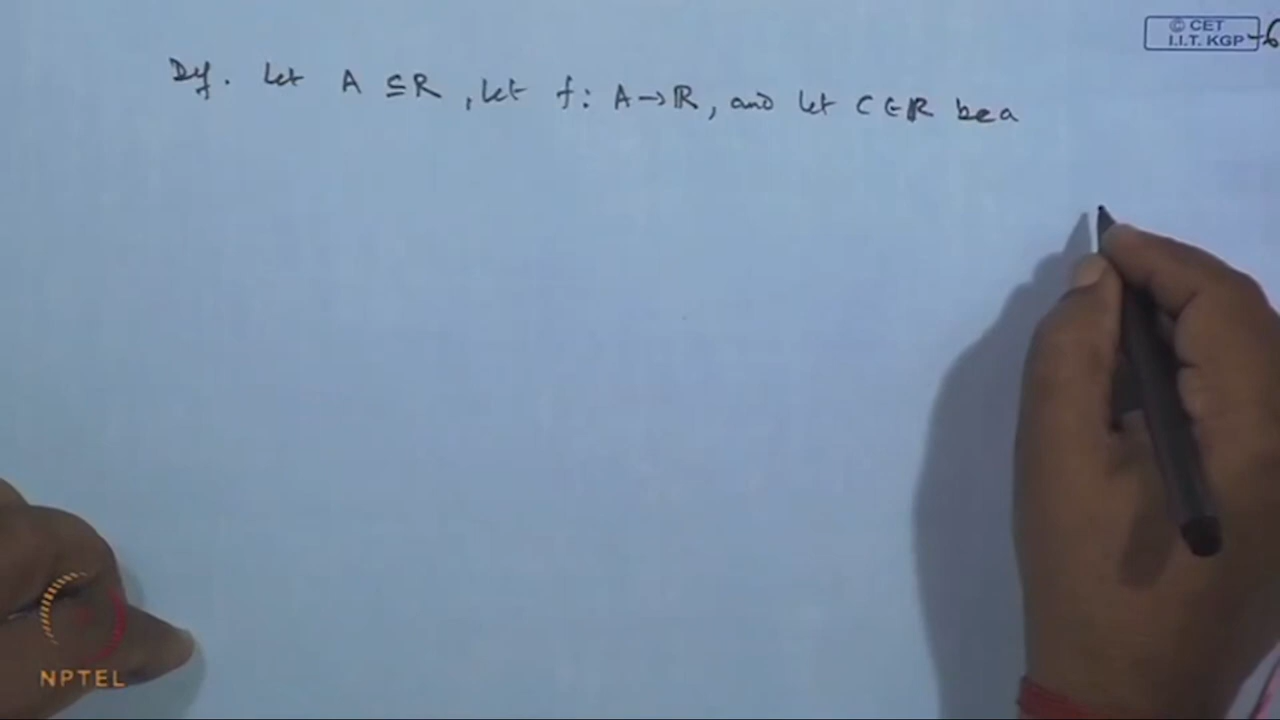 © CET
I.I.T. KGP
Def. Let A ⊆ R, let f: A → R, and let C ∈ R be a
NPTEL